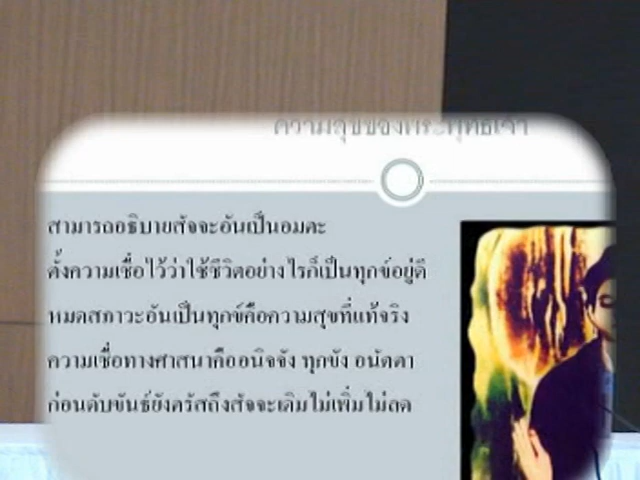 ความสุขของพระพุทธเจ้า
สามารถอธิบายสัจจะอันเป็นอมตะ
ตั้งความเชื่อไว้ว่าใช้ชีวิตอย่างไรก็เป็นทุกข์อยู่ดี
หมดสภาวะอันเป็นทุกข์คือความสุขที่แท้จริง
ความเชื่อทางศาสนาคืออนิจจัง ทุกขัง อนัตตา
ก่อนดับขันธ์ยังตรัสถึงสัจจะเดิมไม่เพิ่มไม่ลด